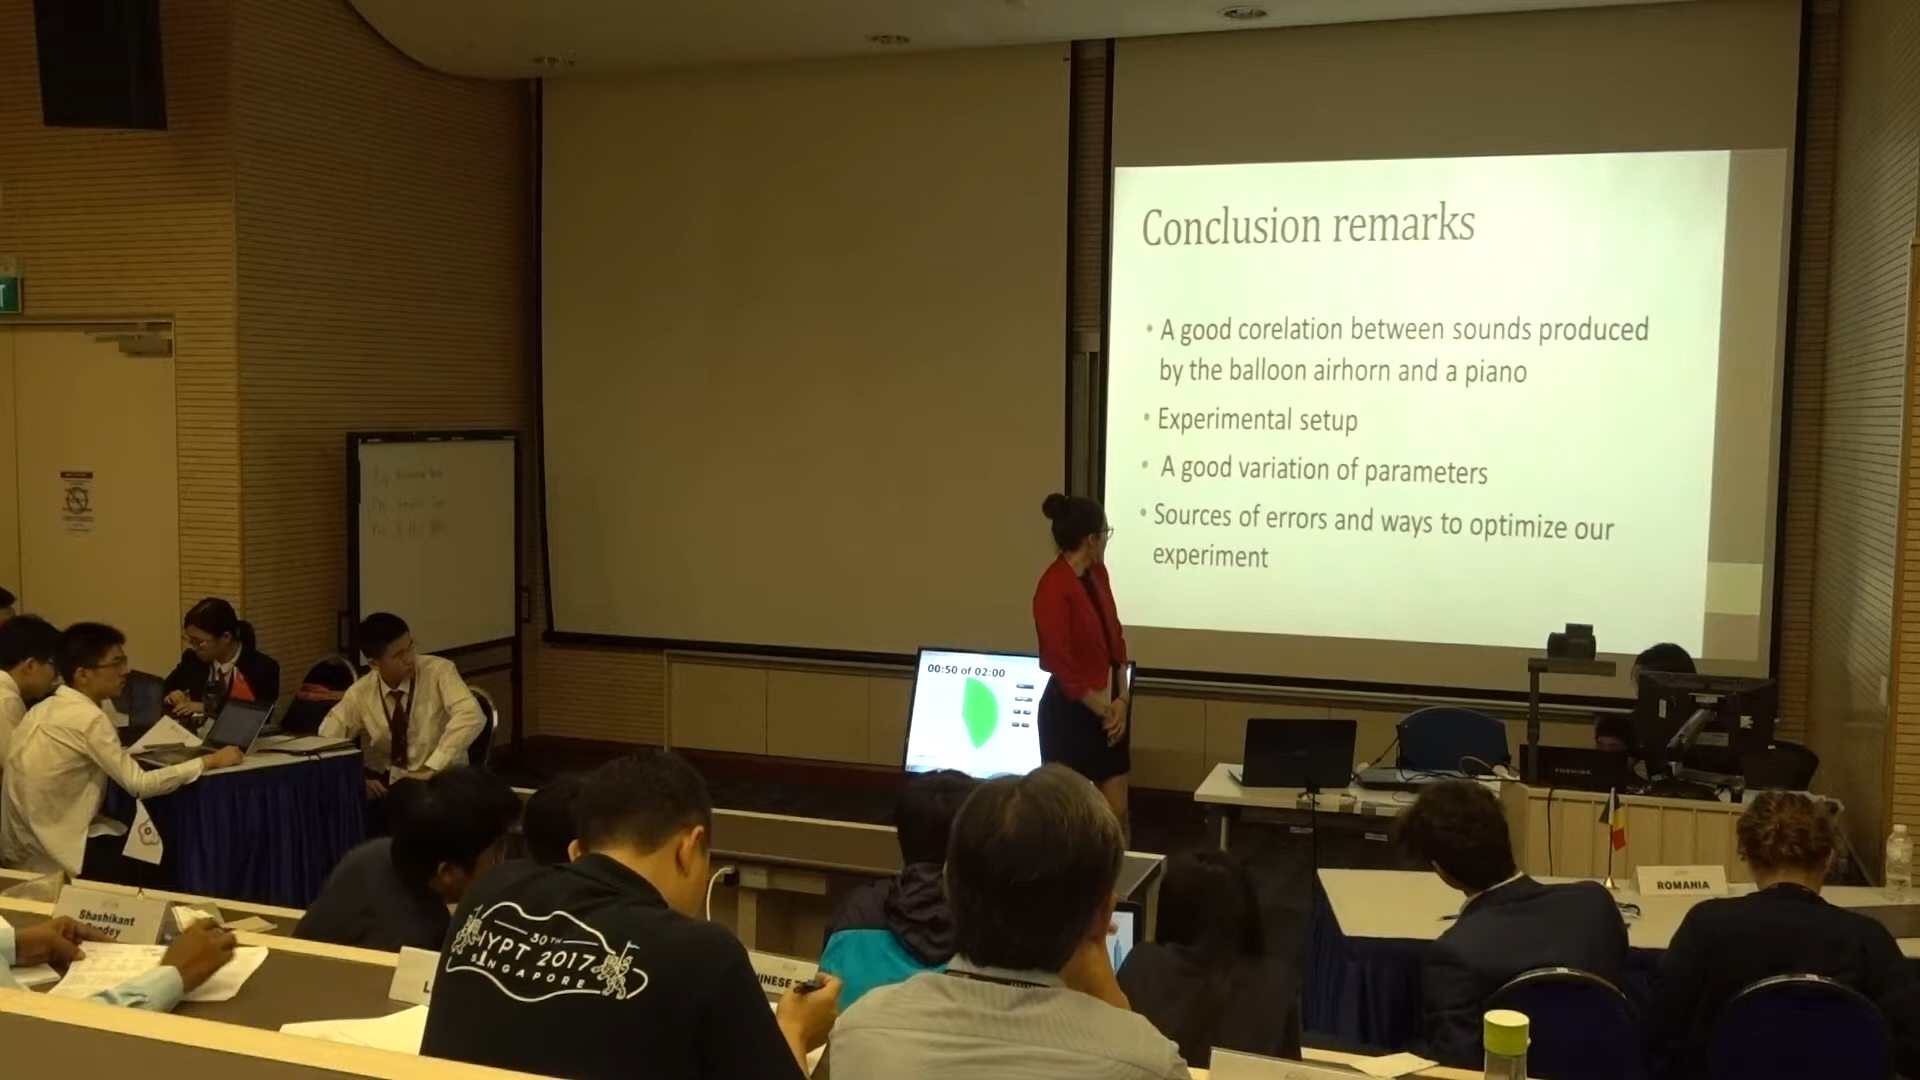 Conclusion remarks
• A good corelation between sounds produced
by the balloon airhorn and a piano
• Experimental setup
• A good variation of parameters
• Sources of errors and ways to optimize our
experiment
00:50 of 02:00
TOSHIBA
ROMANIA
Shashikant
30TH
IYPT 2017
SINGAPORE